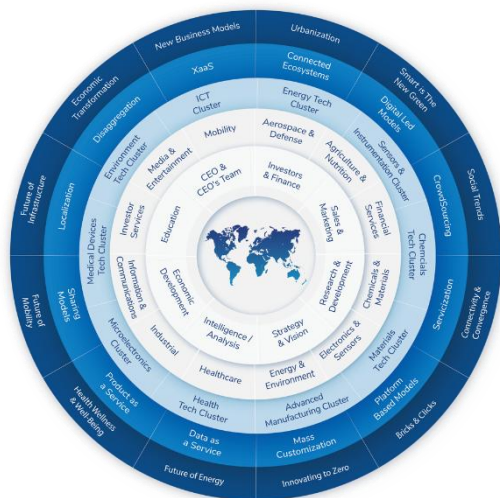 New Business Models
Urbanization
Smart is The
New Green
Social Trends
Connectivity &
Convergence
Bricks & Clicks
Innovating to Zero
Future of Energy
Health Wellness
& Well Being
Future of
Mobility
Future of
Infrastructure
Economic
Transformation
XaaS
Connected
Ecosystems
Digital Led
Models
CrowdSourcing
Servicization
Platform
Based Models
Mass
Customization
Data as
a Service
Product as
a Service
Sharing
Models
Localization
Disaggregation
ICT
Cluster
Energy Tech
Cluster
Sensors &
Instrumentation Cluster
Chemcials
Tech Cluster
Materials
Tech Cluster
Advanced
Manufacturing Cluster
Health
Tech Cluster
Microelectronics
Cluster
Medical Devices
Tech Cluster
Environment
Tech Cluster
Mobility
Aerospace &
Defense
Agriculture &
Nutrition
Financial
Services
Chemicals &
Materials
Electronics &
Sensors
Energy &
Environment
Healthcare
Industrial
Information &
Communications
Investor
Services
Media &
Entertainment
CEO &
CEO's Team
Investors
& Finance
Sales &
Marketing
Research &
Development
Strategy
& Vision
Intelligence /
Analysis
Economic
Development
Education